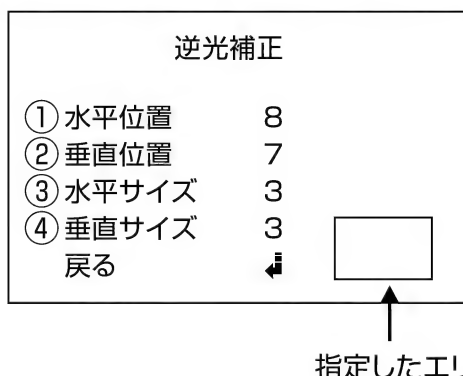 逆光補正
①水平位置 8
②垂直位置 7
③水平サイズ 3
④垂直サイズ 3
戻る ↲
指定したエリ